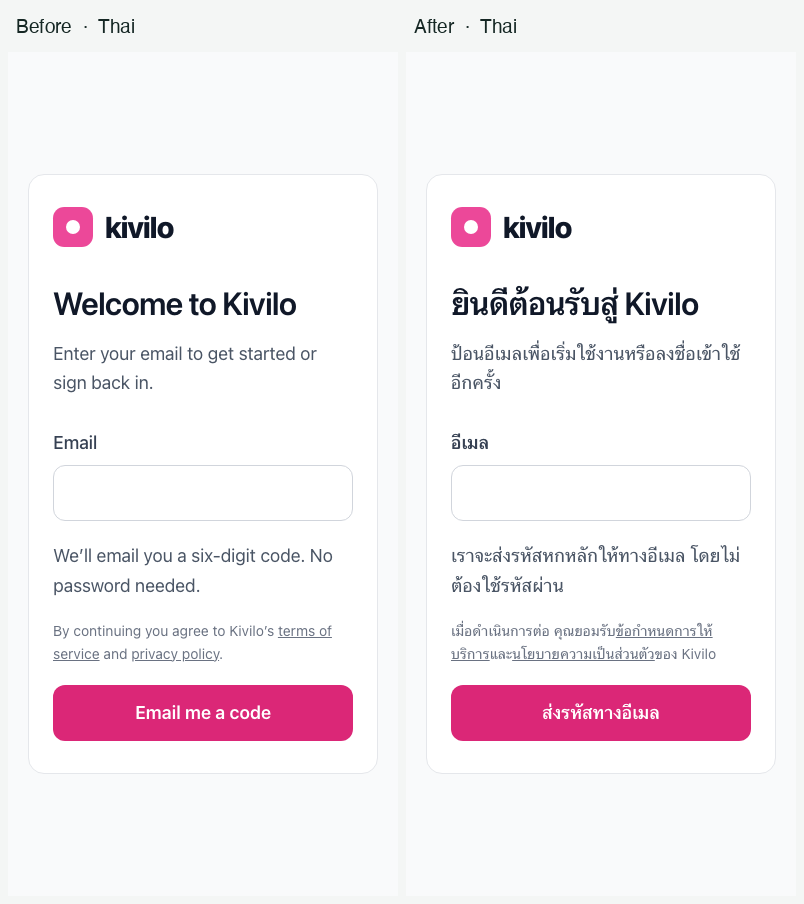 Before · Thai
kivilo
Welcome to Kivilo
Enter your email to get started or
sign back in.
Email
We’ll email you a six-digit code. No
password needed.
By continuing you agree to Kivilo’s terms of
service and privacy policy.
Email me a code
After · Thai
kivilo
ยินดีต้อนรับสู่ Kivilo
ป้อนอีเมลเพื่อเริ่มใช้งานหรือลงชื่อเข้าใช้
อีกครั้ง
อีเมล
เราจะส่งรหัสหกหลักให้ทางอีเมล โดยไม่
ต้องใช้รหัสผ่าน
เมื่อดำเนินการต่อ คุณยอมรับข้อกำหนดการให้
บริการและนโยบายความเป็นส่วนตัวของ Kivilo
ส่งรหัสทางอีเมล